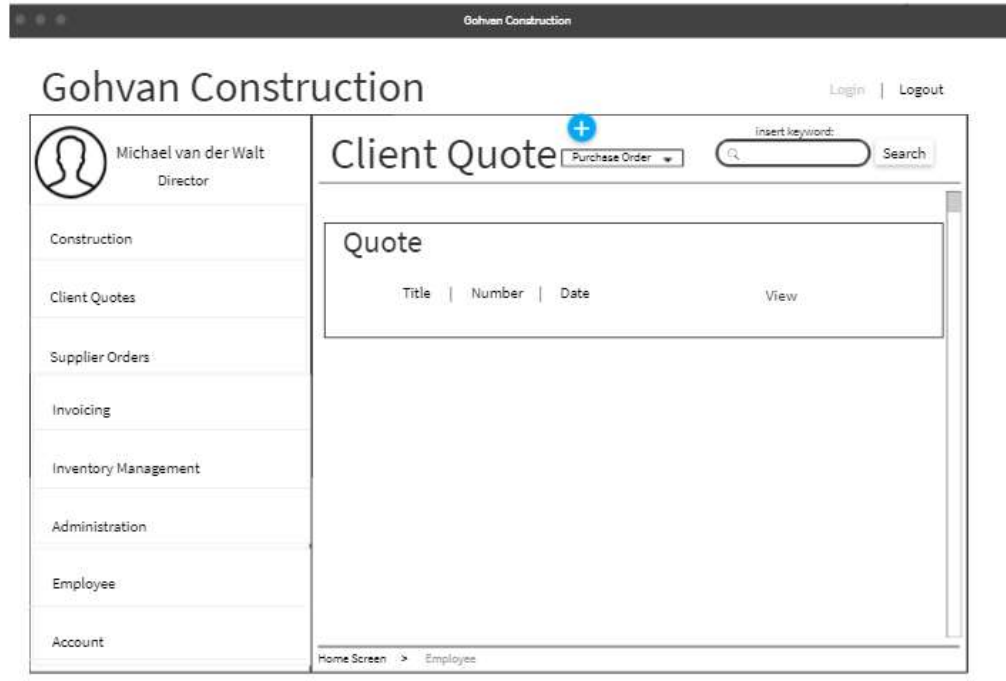 Gohvan Construction
Gohvan Construction
Login | Logout
Michael van der Walt
Director
Construction
Client Quotes
Supplier Orders
Invoicing
Inventory Management
Administration
Employee
Account
Client Quote
Purchase Order
insert keyword:
Search
Quote
Title | Number | Date
View
Home Screen > Employee